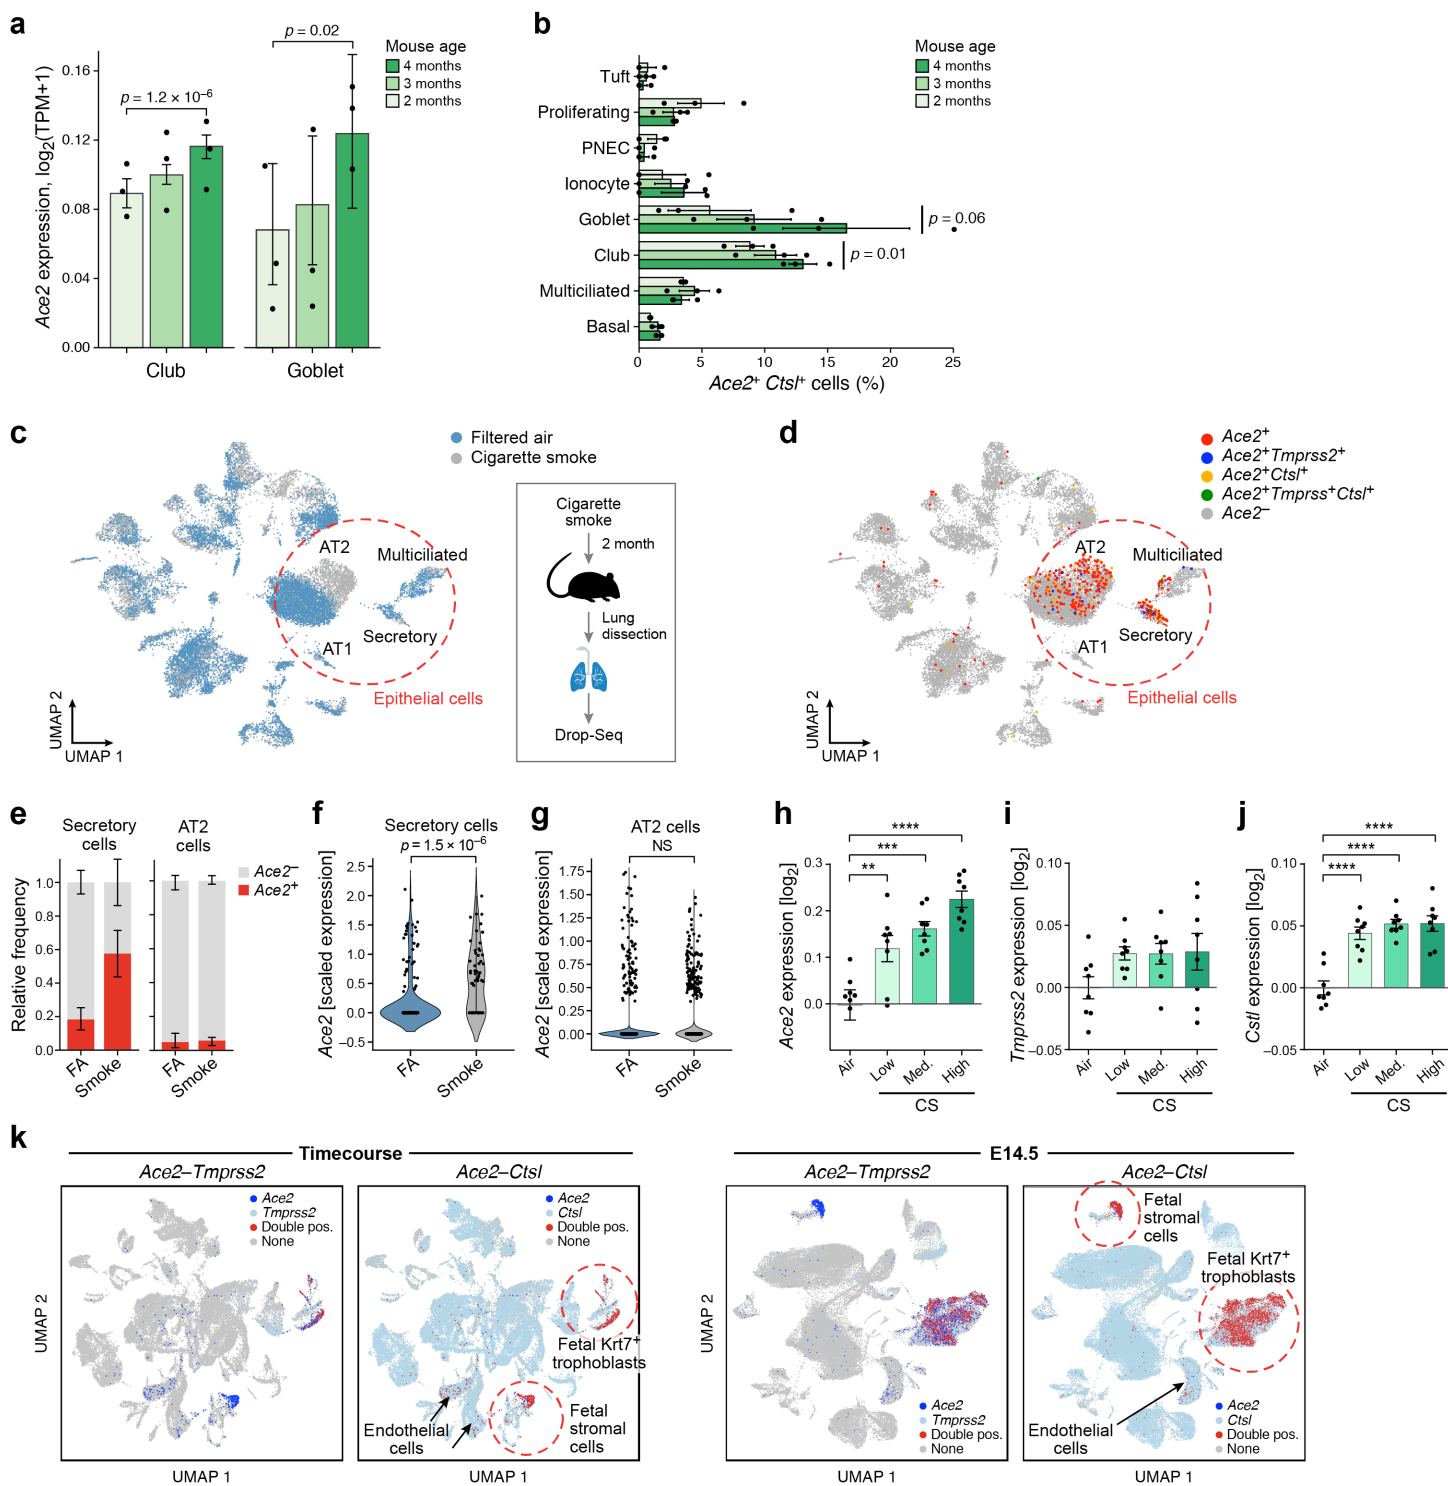 a
p = 0.02
p = 1.2 × 10⁻⁶
Mouse age
4 months
3 months
2 months
Ace2 expression, log₂(TPM+1)
0.16
0.12
0.08
0.04
0.00
Club
Goblet
b
Mouse age
4 months
3 months
2 months
Tuft
Proliferating
PNEC
Ionocyte
Goblet
Club
Multiciliated
Basal
p = 0.06
p = 0.01
0
5
10
15
20
25
Ace2⁺ Ctsl⁺ cells (%)
c
Filtered air
Cigarette smoke
AT2
Multiciliated
Secretory
AT1
Epithelial cells
UMAP 2
UMAP 1
Cigarette
smoke
2 month
Lung
dissection
Drop-Seq
d
Ace2⁺
Ace2⁺Tmprss2⁺
Ace2⁺Ctsl⁺
Ace2⁺Tmprss⁺Ctsl⁺
Ace2⁻
AT2
Multiciliated
Secretory
AT1
Epithelial cells
UMAP 2
UMAP 1
e
Secretory
cells
AT2
cells
Ace2⁻
Ace2⁺
Relative frequency
1.0
0.8
0.6
0.4
0.2
0.0
FA
Smoke
FA
Smoke
f
Secretory cells
p = 1.5 × 10⁻⁶
Ace2 [scaled expression]
2.5
2.0
1.5
1.0
0.5
0.0
−0.5
FA
Smoke
g
AT2 cells
NS
Ace2 [scaled expression]
1.75
1.50
1.25
1.00
0.75
0.50
0.25
0.00
FA
Smoke
h
****
***
**
Ace2 expression [log₂]
0.3
0.2
0.1
0.0
Air
Low
Med.
High
CS
i
Tmprss2 expression [log₂]
0.10
0.05
0.00
−0.05
Air
Low
Med.
High
CS
j
****
****
****
Cstl expression [log₂]
0.10
0.05
0.00
−0.05
Air
Low
Med.
High
CS
k
Timecourse
Ace2–Tmprss2
Ace2–Ctsl
Ace2
Tmprss2
Double pos.
None
Ace2
Ctsl
Double pos.
None
Fetal Krt7⁺
trophoblasts
Endothelial
cells
Fetal
stromal
cells
UMAP 2
UMAP 1
UMAP 1
E14.5
Ace2–Tmprss2
Ace2–Ctsl
Fetal
stromal
cells
Fetal Krt7⁺
trophoblasts
Ace2
Tmprss2
Double pos.
None
Endothelial
cells
Ace2
Ctsl
Double pos.
None
UMAP 2
UMAP 1
UMAP 1